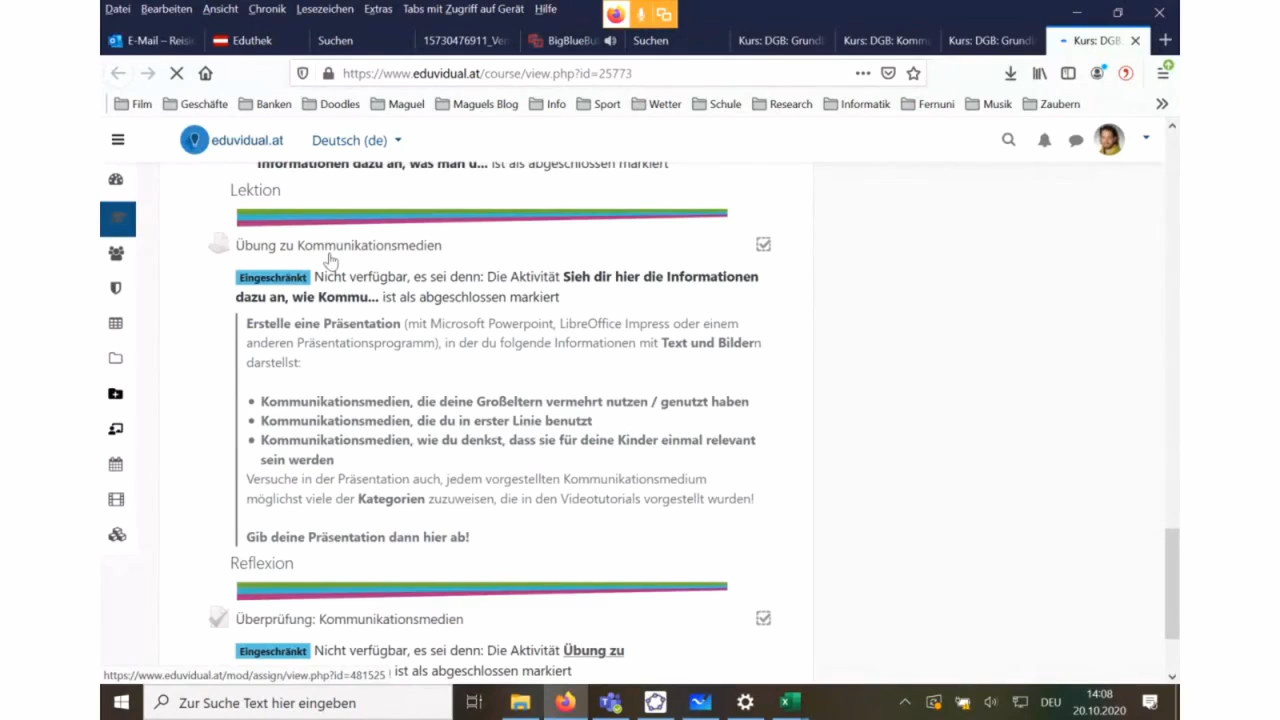 Datei Bearbeiten Ansicht Chronik Lesezeichen Extras Tabs mit Zugriff auf Gerät Hilfe
E-Mail – Reisi Eduthek Suchen 15730476911_Ver BigBlueBu Suchen Kurs: DGB: Grundl Kurs: DGB: Komm Kurs: DGB: Grundl Kurs: DGB:
https://www.eduvidual.at/course/view.php?id=25773
Film Geschäfte Banken Doodles Maguel Maguels Blog Info Sport Wetter Schule Research Informatik Fernuni Musik Zaubern
eduvidual.at Deutsch (de)
Informationen dazu an, was man u... ist als abgeschlossen markiert
Lektion
Übung zu Kommunikationsmedien
Eingeschränkt Nicht verfügbar, es sei denn: Die Aktivität Sieh dir hier die Informationen
dazu an, wie Kommu... ist als abgeschlossen markiert
Erstelle eine Präsentation (mit Microsoft Powerpoint, LibreOffice Impress oder einem
anderen Präsentationsprogramm), in der du folgende Informationen mit Text und Bildern
darstellst:
• Kommunikationsmedien, die deine Großeltern vermehrt nutzen / genutzt haben
• Kommunikationsmedien, die du in erster Linie benutzt
• Kommunikationsmedien, wie du denkst, dass sie für deine Kinder einmal relevant
sein werden
Versuche in der Präsentation auch, jedem vorgestellten Kommunikationsmedium
möglichst viele der Kategorien zuzuweisen, die in den Videotutorials vorgestellt wurden!
Gib deine Präsentation dann hier ab!
Reflexion
Überprüfung: Kommunikationsmedien
Eingeschränkt Nicht verfügbar, es sei denn: Die Aktivität Übung zu
https://www.eduvidual.at/mod/assign/view.php?id=481525 ist als abgeschlossen markiert
Zur Suche Text hier eingeben DEU 14:08
20.10.2020